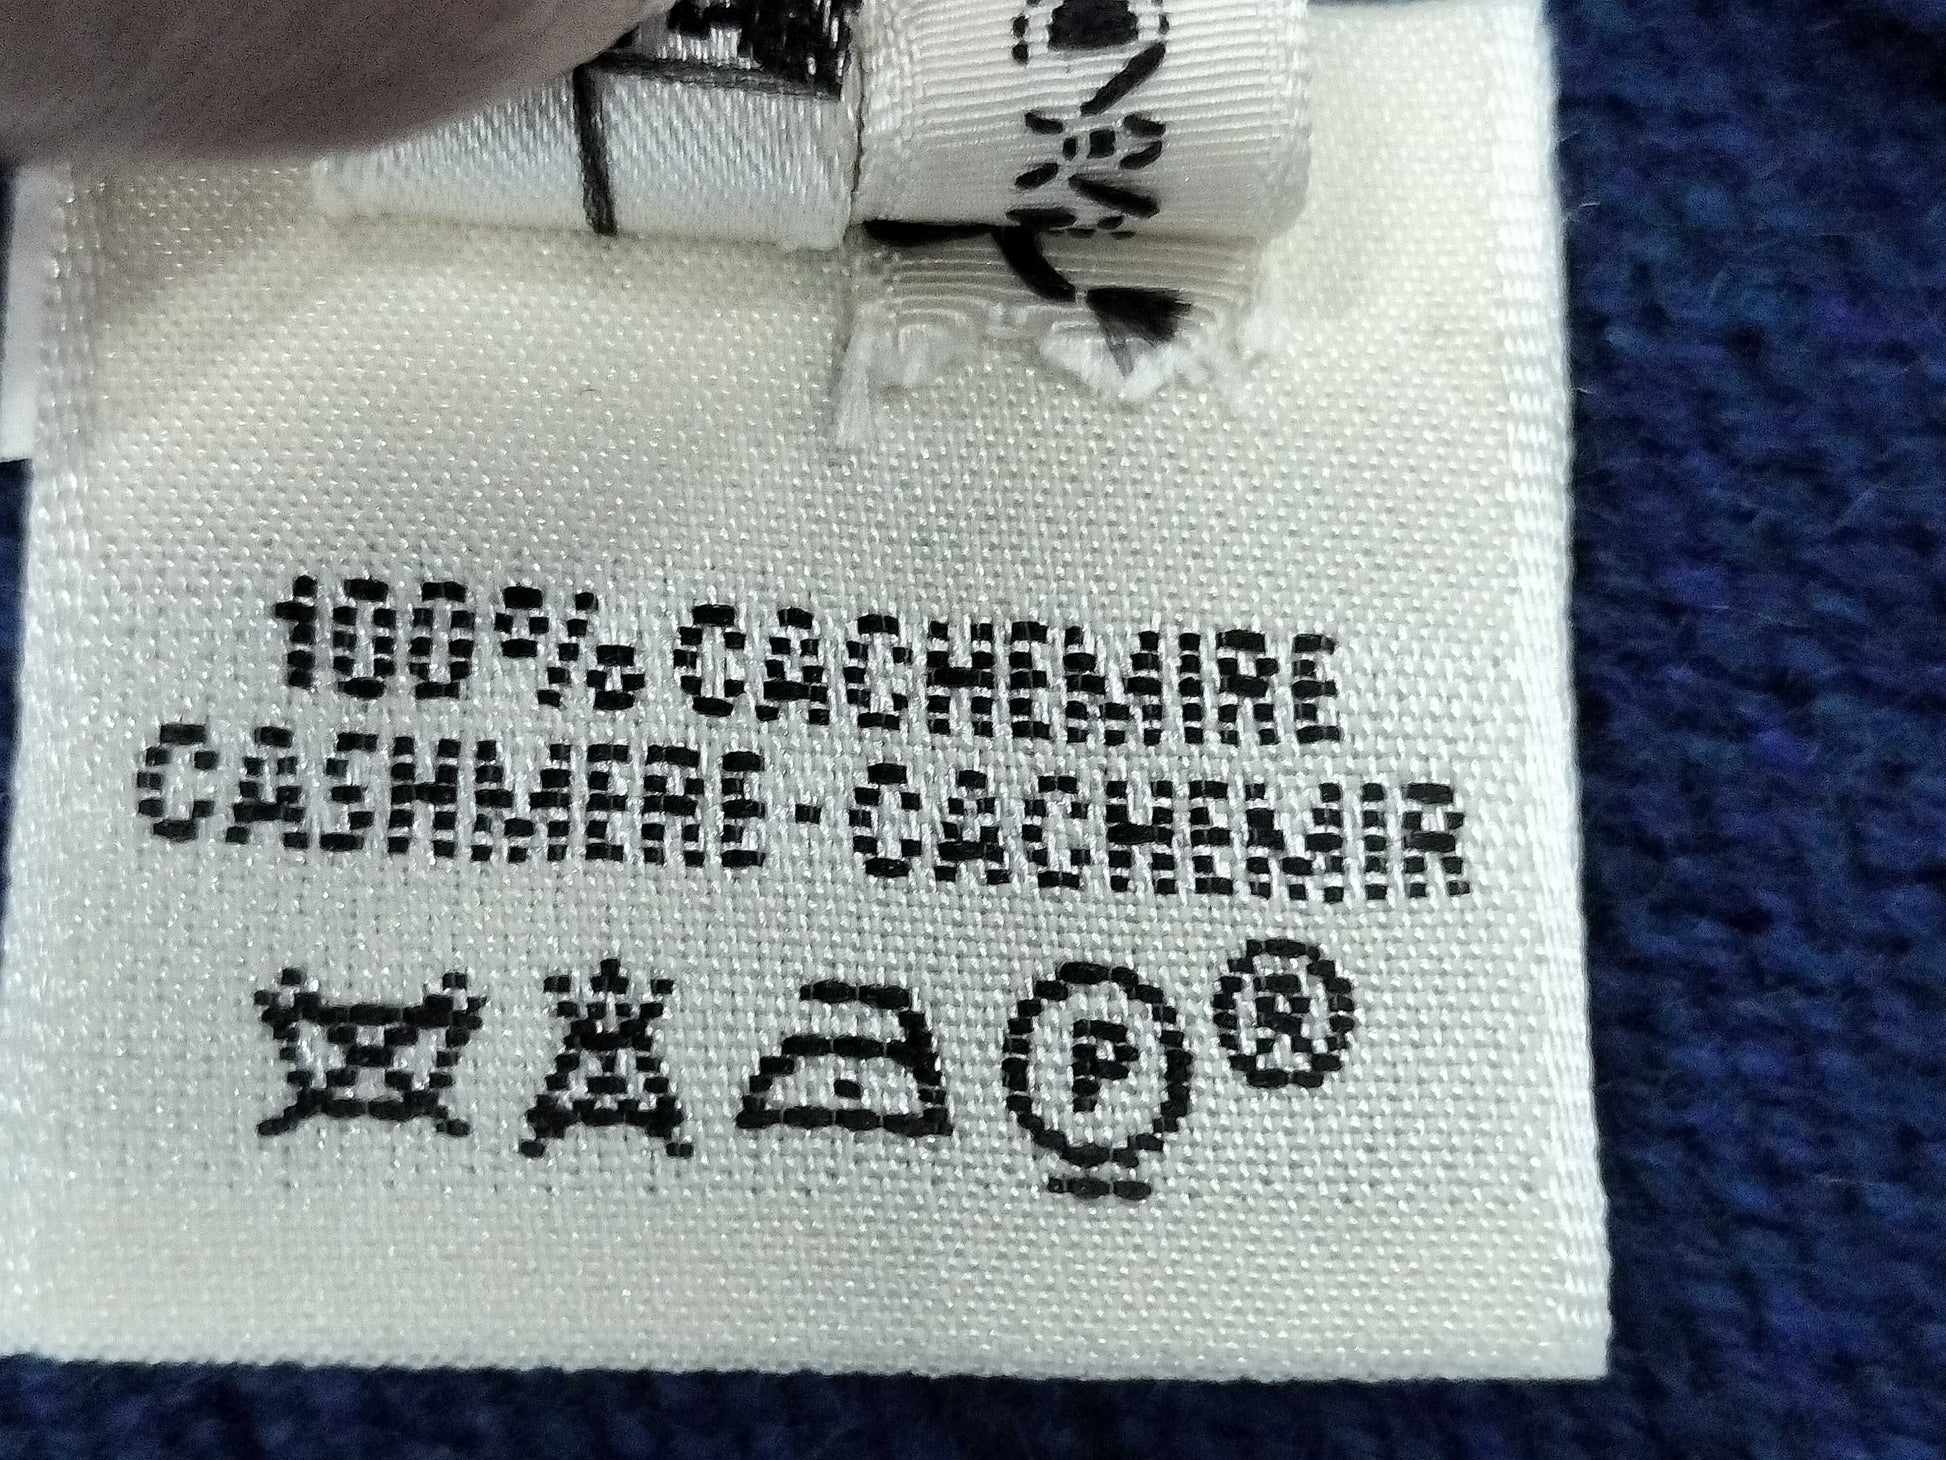 100% CACHEMIRE
CASHMERE - CACHEMIR
P ®